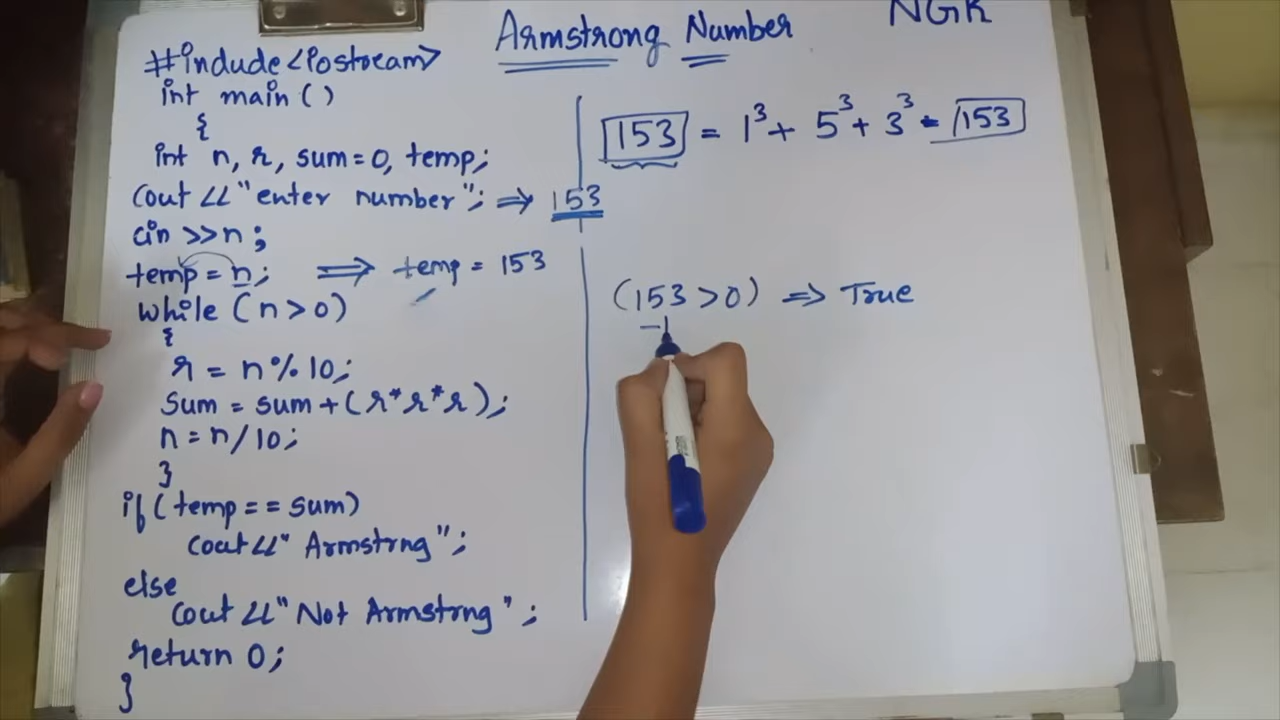 Armstrong Number
NGK
#include<iostream>
int main()
{
int n, r, sum=0, temp;
cout <<"enter number"; => 153
cin >>n;
temp = n; => temp = 153
while (n>0)
{
r = n%10;
sum = sum+(r*r*r);
n=n/10;
}
if(temp==sum)
cout<<"Armstrng";
else
cout <<"Not Armstrng";
return 0;
}
153 = 1³+ 5³+ 3³ = 153
(153>0) => True